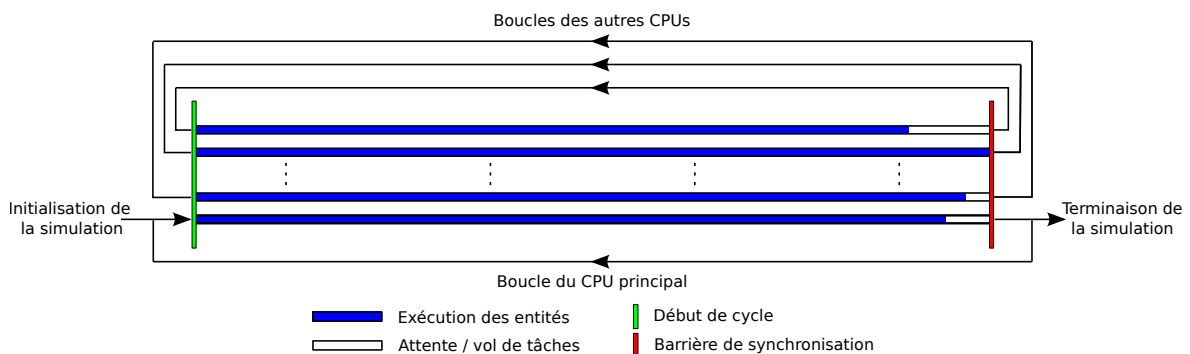 Boucles des autres CPUs
Initialisation de
la simulation
Terminaison de
la simulation
Boucle du CPU principal
Exécution des entités
Début de cycle
Attente / vol de tâches
Barrière de synchronisation